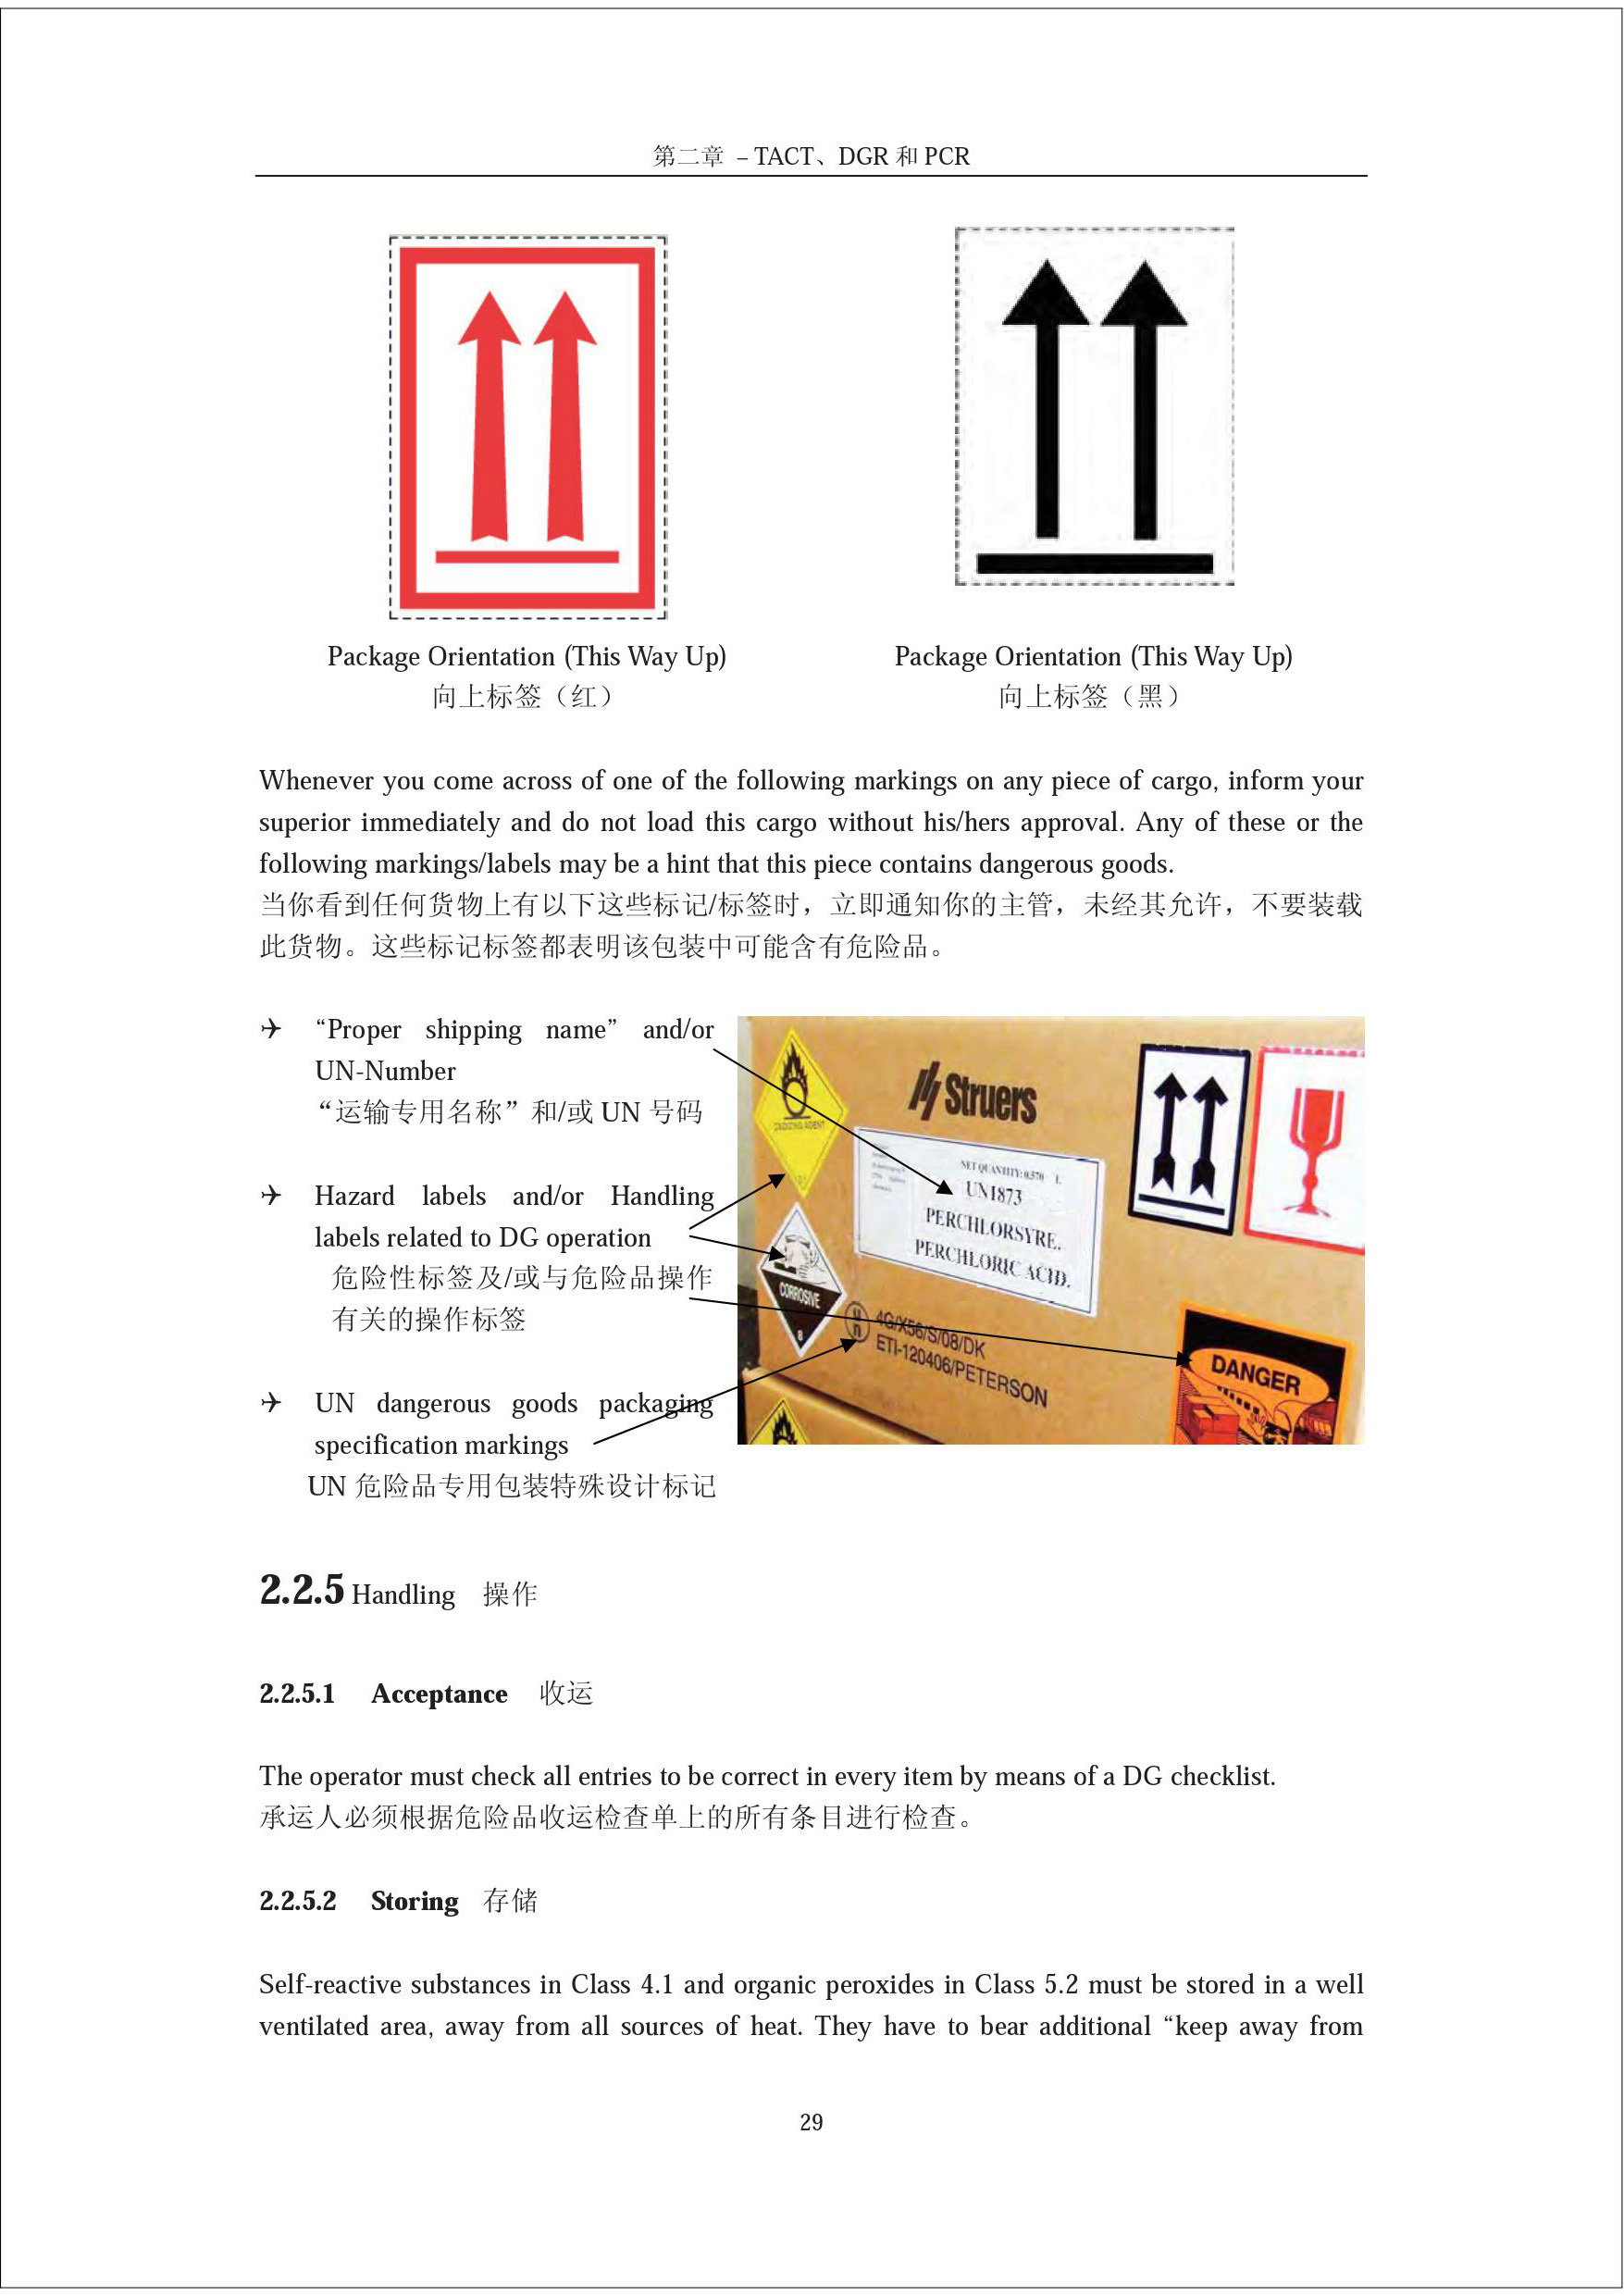 第二章 – TACT、DGR 和 PCR
Package Orientation (This Way Up)
向上标签（红）
Package Orientation (This Way Up)
向上标签（黑）
Whenever you come across of one of the following markings on any piece of cargo, inform your
superior immediately and do not load this cargo without his/hers approval. Any of these or the
following markings/labels may be a hint that this piece contains dangerous goods.
当你看到任何货物上有以下这些标记/标签时，立即通知你的主管，未经其允许，不要装载
此货物。这些标记标签都表明该包装中可能含有危险品。
“Proper shipping name” and/or
UN-Number
“运输专用名称”和/或 UN 号码
Hazard labels and/or Handling
labels related to DG operation
危险性标签及/或与危险品操作
有关的操作标签
UN dangerous goods packaging
specification markings
UN 危险品专用包装特殊设计标记
OXIDIZING AGENT
5.1
Struers
NET QUANTITY: 0,570 L
UN1873
PERCHLORSYRE.
PERCHLORIC ACID.
CORROSIVE
8
un
4G/X56/S/08/DK
ETI-120406/PETERSON
DANGER
2.2.5 Handling 操作
2.2.5.1 Acceptance 收运
The operator must check all entries to be correct in every item by means of a DG checklist.
承运人必须根据危险品收运检查单上的所有条目进行检查。
2.2.5.2 Storing 存储
Self-reactive substances in Class 4.1 and organic peroxides in Class 5.2 must be stored in a well
ventilated area, away from all sources of heat. They have to bear additional “keep away from
29